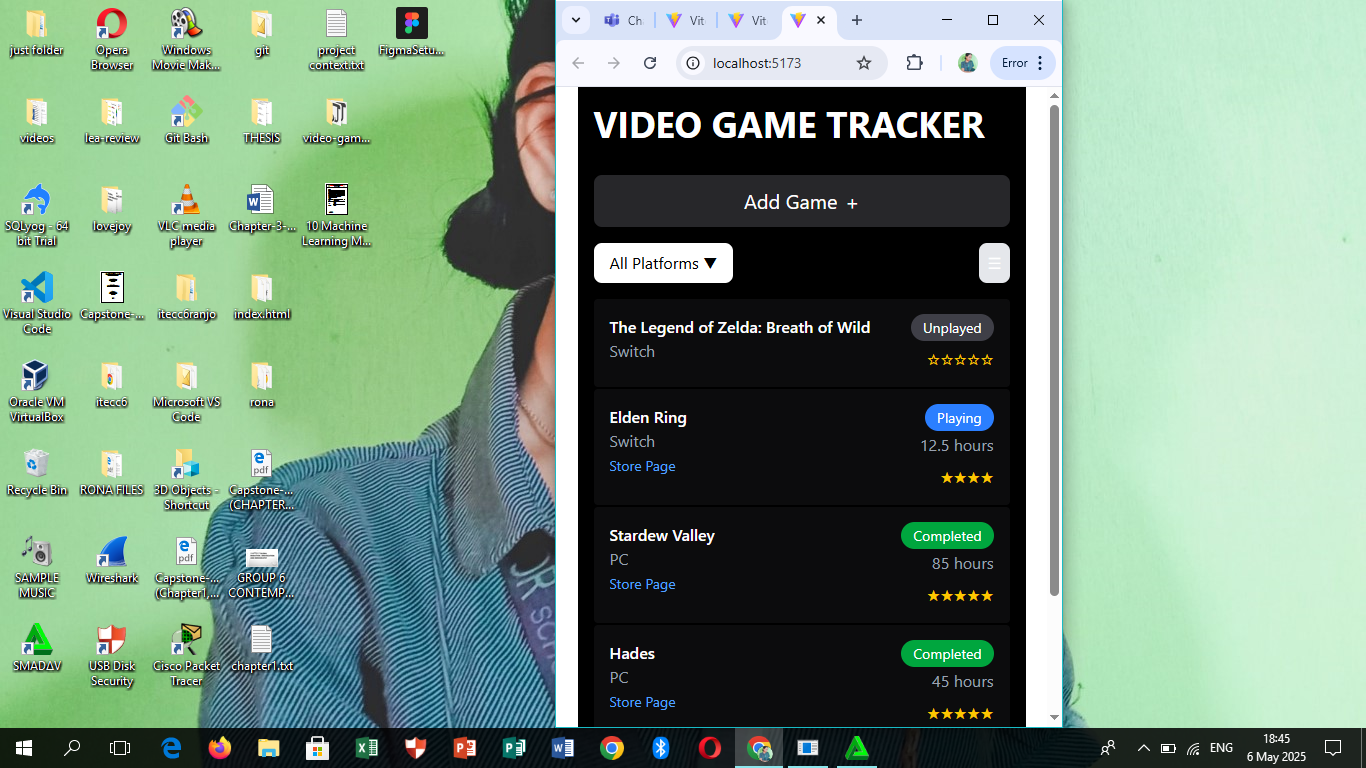 just folder
Opera
Browser
Windows
Movie Mak...
git
project
context.txt
FigmaSetu...
videos
lea-review
Git Bash
THESIS
video-gam...
SQLyog - 64
bit Trial
lovejoy
VLC media
player
Chapter-3-...
10 Machine
Learning M...
Visual Studio
Code
Capstone-...
itecc6ranjo
index.html
Oracle VM
VirtualBox
itecc6
Microsoft VS
Code
rona
Recycle Bin
RONA FILES
3D Objects -
Shortcut
Capstone-...
(CHAPTER...
SAMPLE
MUSIC
Wireshark
Capstone-...
(Chapter1,...
GROUP 6
CONTEMP...
SMADΔV
USB Disk
Security
Cisco Packet
Tracer
chapter1.txt
Ch
Vit
Vit
localhost:5173
Error
VIDEO GAME TRACKER
Add Game +
All Platforms ▼
☰
The Legend of Zelda: Breath of Wild
Unplayed
Switch
☆☆☆☆☆
Elden Ring
Playing
Switch
12.5 hours
Store Page
★★★★
Stardew Valley
Completed
PC
85 hours
Store Page
★★★★★
Hades
Completed
PC
45 hours
Store Page
★★★★★
ENG
18:45
6 May 2025